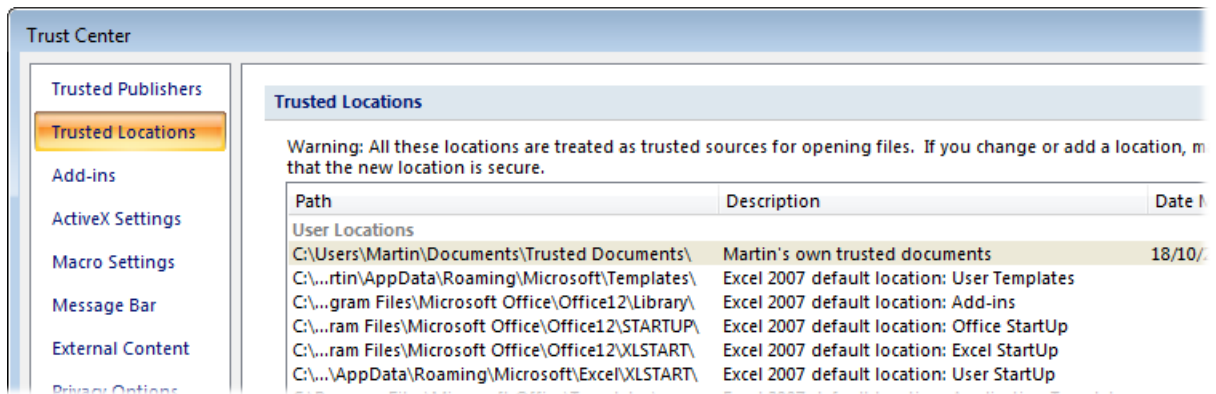 Trust Center
Trusted Publishers
Trusted Locations
Add-ins
ActiveX Settings
Macro Settings
Message Bar
External Content
Privacy Options
Trusted Locations
Warning: All these locations are treated as trusted sources for opening files. If you change or add a location, m
that the new location is secure.
Path Description Date
User Locations
C:\Users\Martin\Documents\Trusted Documents\ Martin's own trusted documents 18/10/
C:\...rtin\AppData\Roaming\Microsoft\Templates\ Excel 2007 default location: User Templates
C:\...gram Files\Microsoft Office\Office12\Library\ Excel 2007 default location: Add-ins
C:\...ram Files\Microsoft Office\Office12\STARTUP\ Excel 2007 default location: Office StartUp
C:\...ram Files\Microsoft Office\Office12\XLSTART\ Excel 2007 default location: Excel StartUp
C:\...\AppData\Roaming\Microsoft\Excel\XLSTART\ Excel 2007 default location: User StartUp